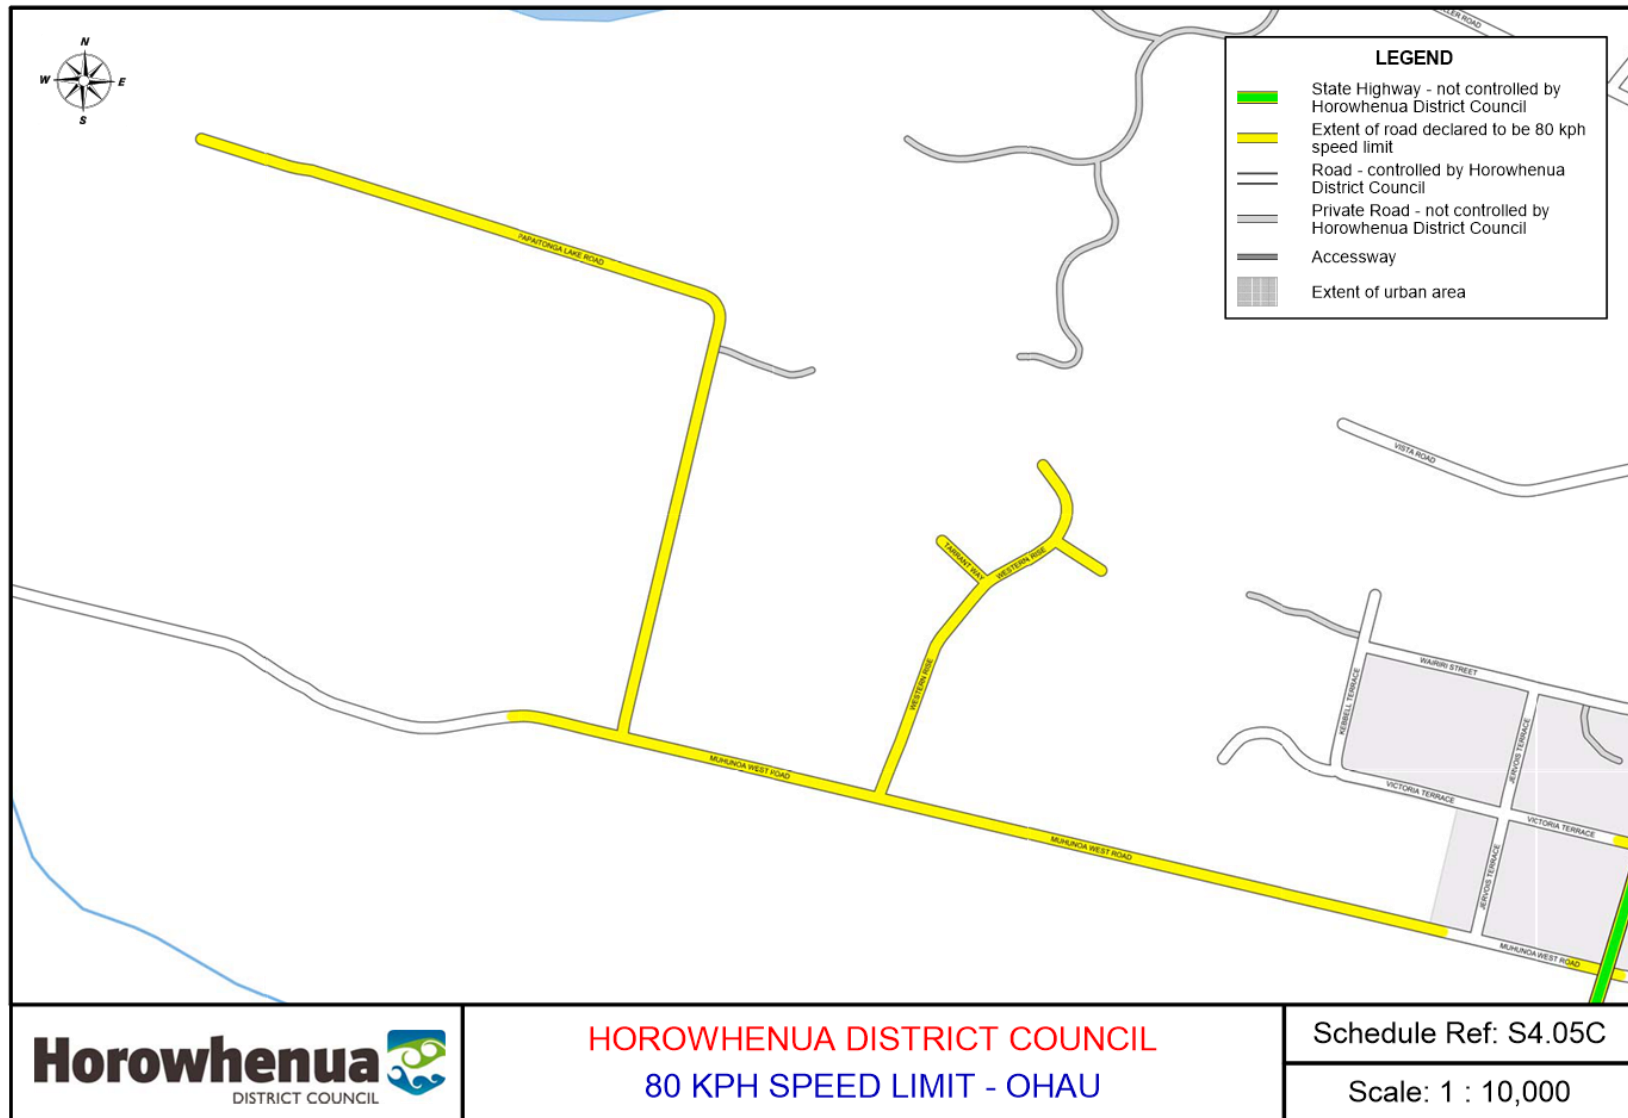 N
W
E
S
LER ROAD
LEGEND
State Highway - not controlled by
Horowhenua District Council
Extent of road declared to be 80 kph
speed limit
Road - controlled by Horowhenua
District Council
Private Road - not controlled by
Horowhenua District Council
Accessway
Extent of urban area
PAPAITONGA LAKE ROAD
VISTA ROAD
TARRANT WAY
WESTERN RISE
WESTERN RISE
WAIRIRI STREET
KEBBELL TERRACE
JERVOIS TERRACE
MUHUNOA WEST ROAD
VICTORIA TERRACE
VICTORIA TERRACE
MUHUNOA WEST ROAD
JERVOIS TERRACE
MUHUNOA WEST ROAD
Horowhenua
DISTRICT COUNCIL
HOROWHENUA DISTRICT COUNCIL
80 KPH SPEED LIMIT - OHAU
Schedule Ref: S4.05C
Scale: 1 : 10,000